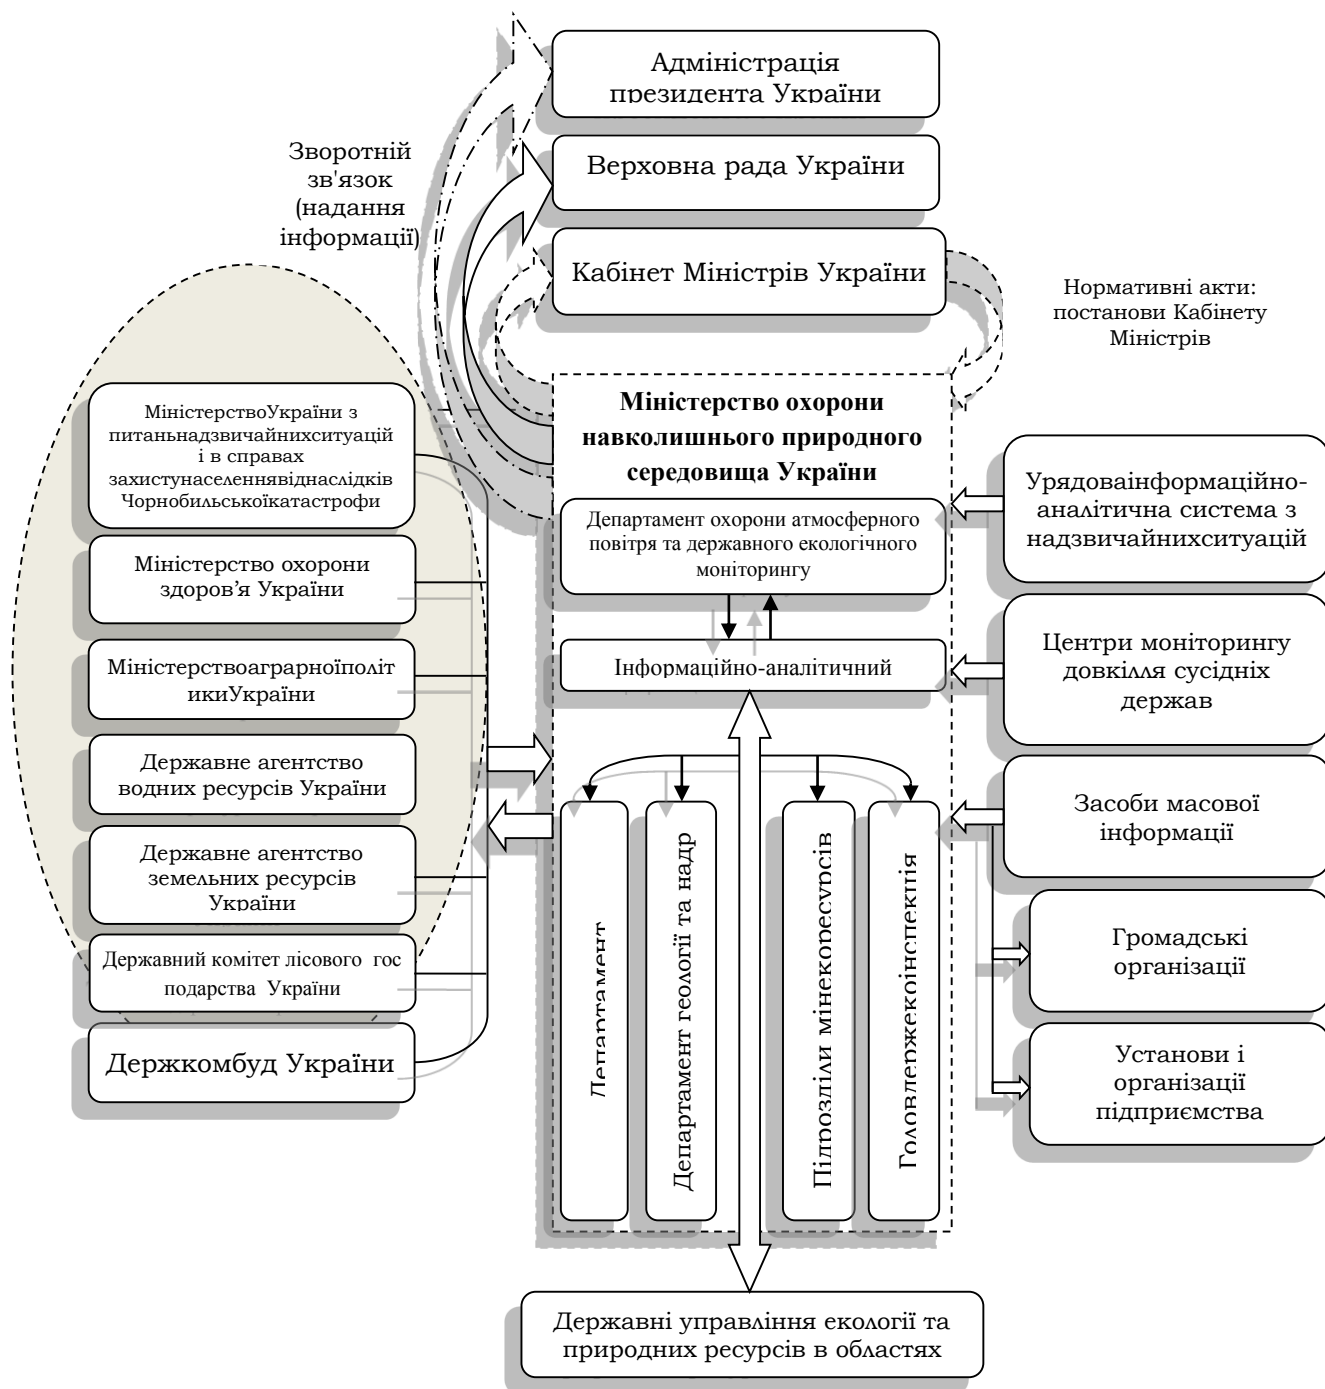 Адміністрація
президента України
Верховна рада України
Кабінет Міністрів України
Зворотній
зв'язок
(надання
інформації)
Нормативні акти:
постанови Кабінету
Міністрів
МіністерствоУкраїни з
питаньнадзвичайнихситуацій
і в справах
захистунаселеннявіднаслідків
Чорнобильськоїкатастрофи
Міністерство охорони
здоров’я України
Міністерствоаграрноїполіт
икиУкраїни
Державне агентство
водних ресурсів України
Державне агентство
земельних ресурсів
України
Державний комітет лісового гос
подарства України
Держкомбуд України
Міністерство охорони
навколишнього природного
середовища України
Департамент охорони атмосферного
повітря та державного екологічного
моніторингу
Інформаційно-аналітичний
Департамент
Департамент геології та надр
Підрозділи мінекоресурсів
Головдержекоінспекція
Урядоваінформаційно-
аналітична система з
надзвичайнихситуацій
Центри моніторингу
довкілля сусідніх
держав
Засоби масової
інформації
Громадські
організації
Установи і
організації
підприємства
Державні управління екології та
природних ресурсів в областях